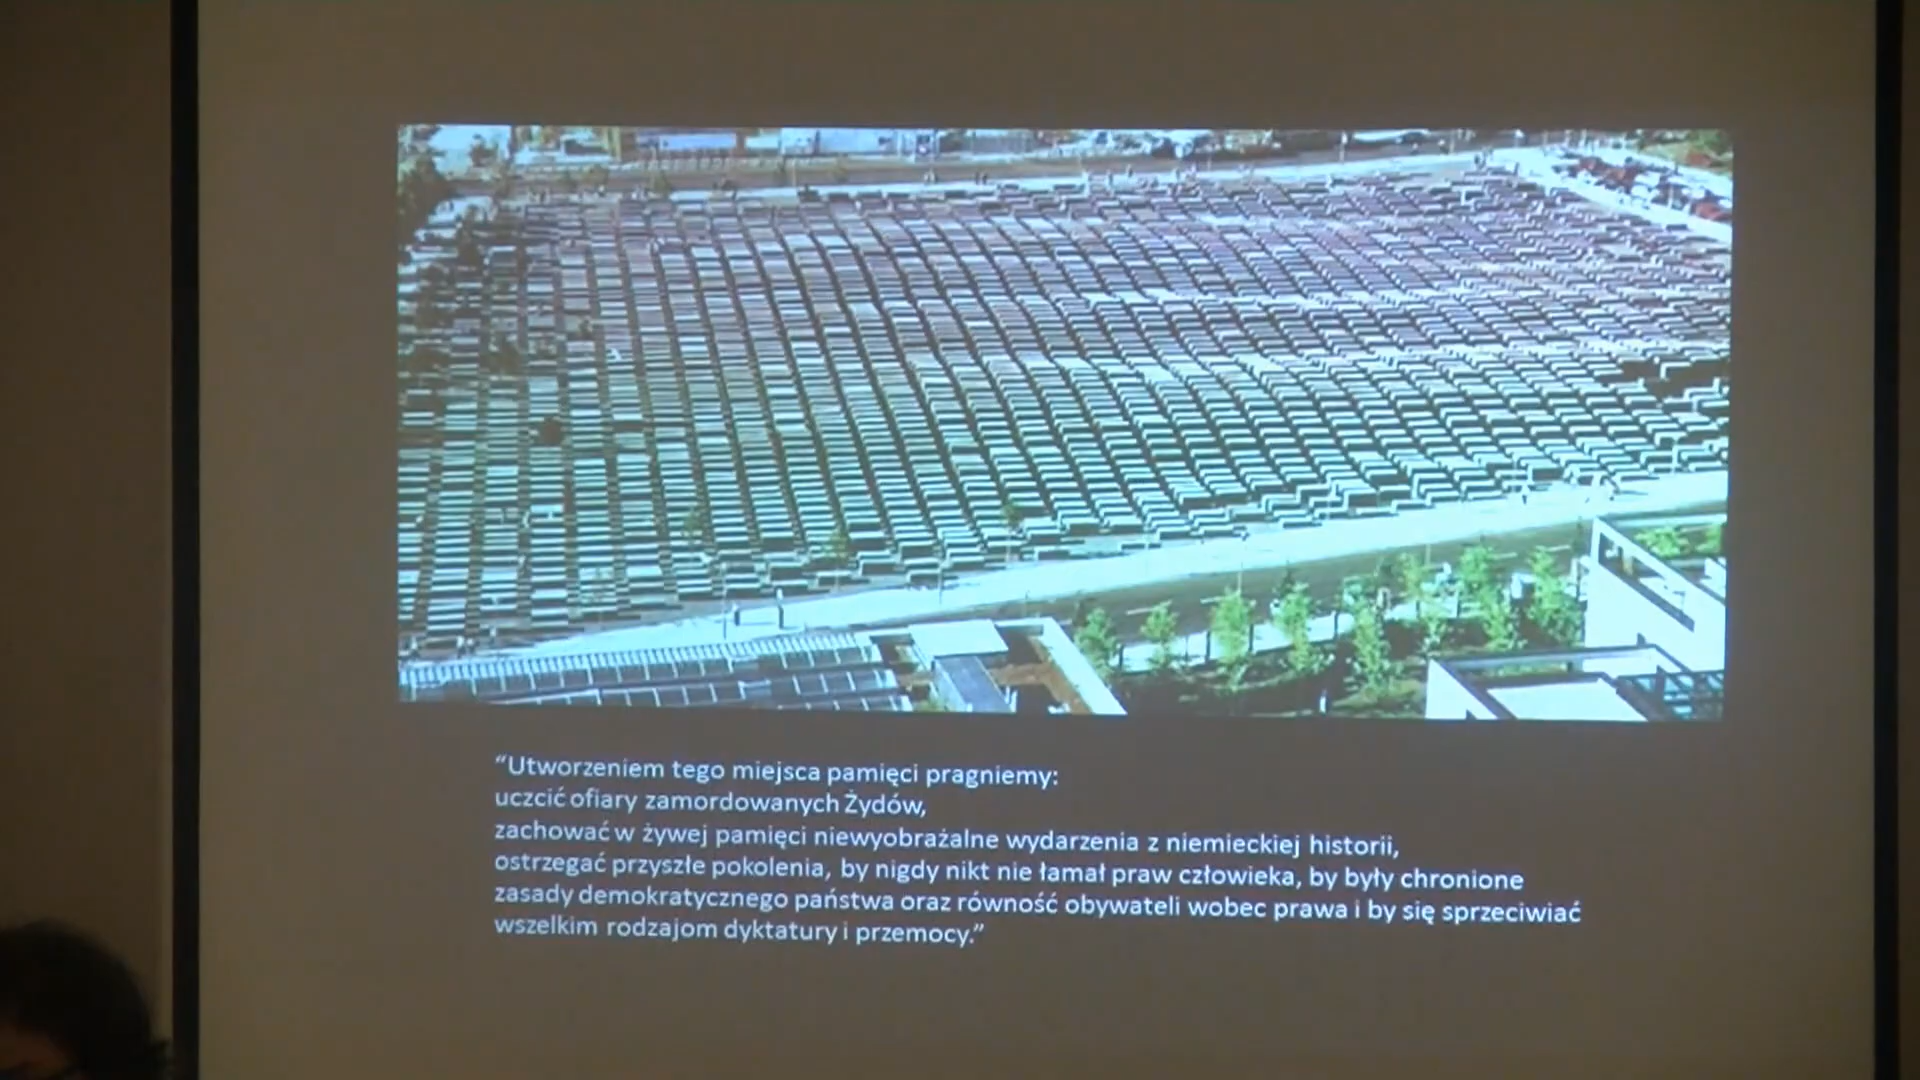 “Utworzeniem tego miejsca pamięci pragniemy:
uczcić ofiary zamordowanych Żydów,
zachować w żywej pamięci niewyobrażalne wydarzenia z niemieckiej historii,
ostrzegać przyszłe pokolenia, by nigdy nikt nie łamał praw człowieka, by były chronione
zasady demokratycznego państwa oraz równość obywateli wobec prawa i by się sprzeciwiać
wszelkim rodzajom dyktatury i przemocy.”